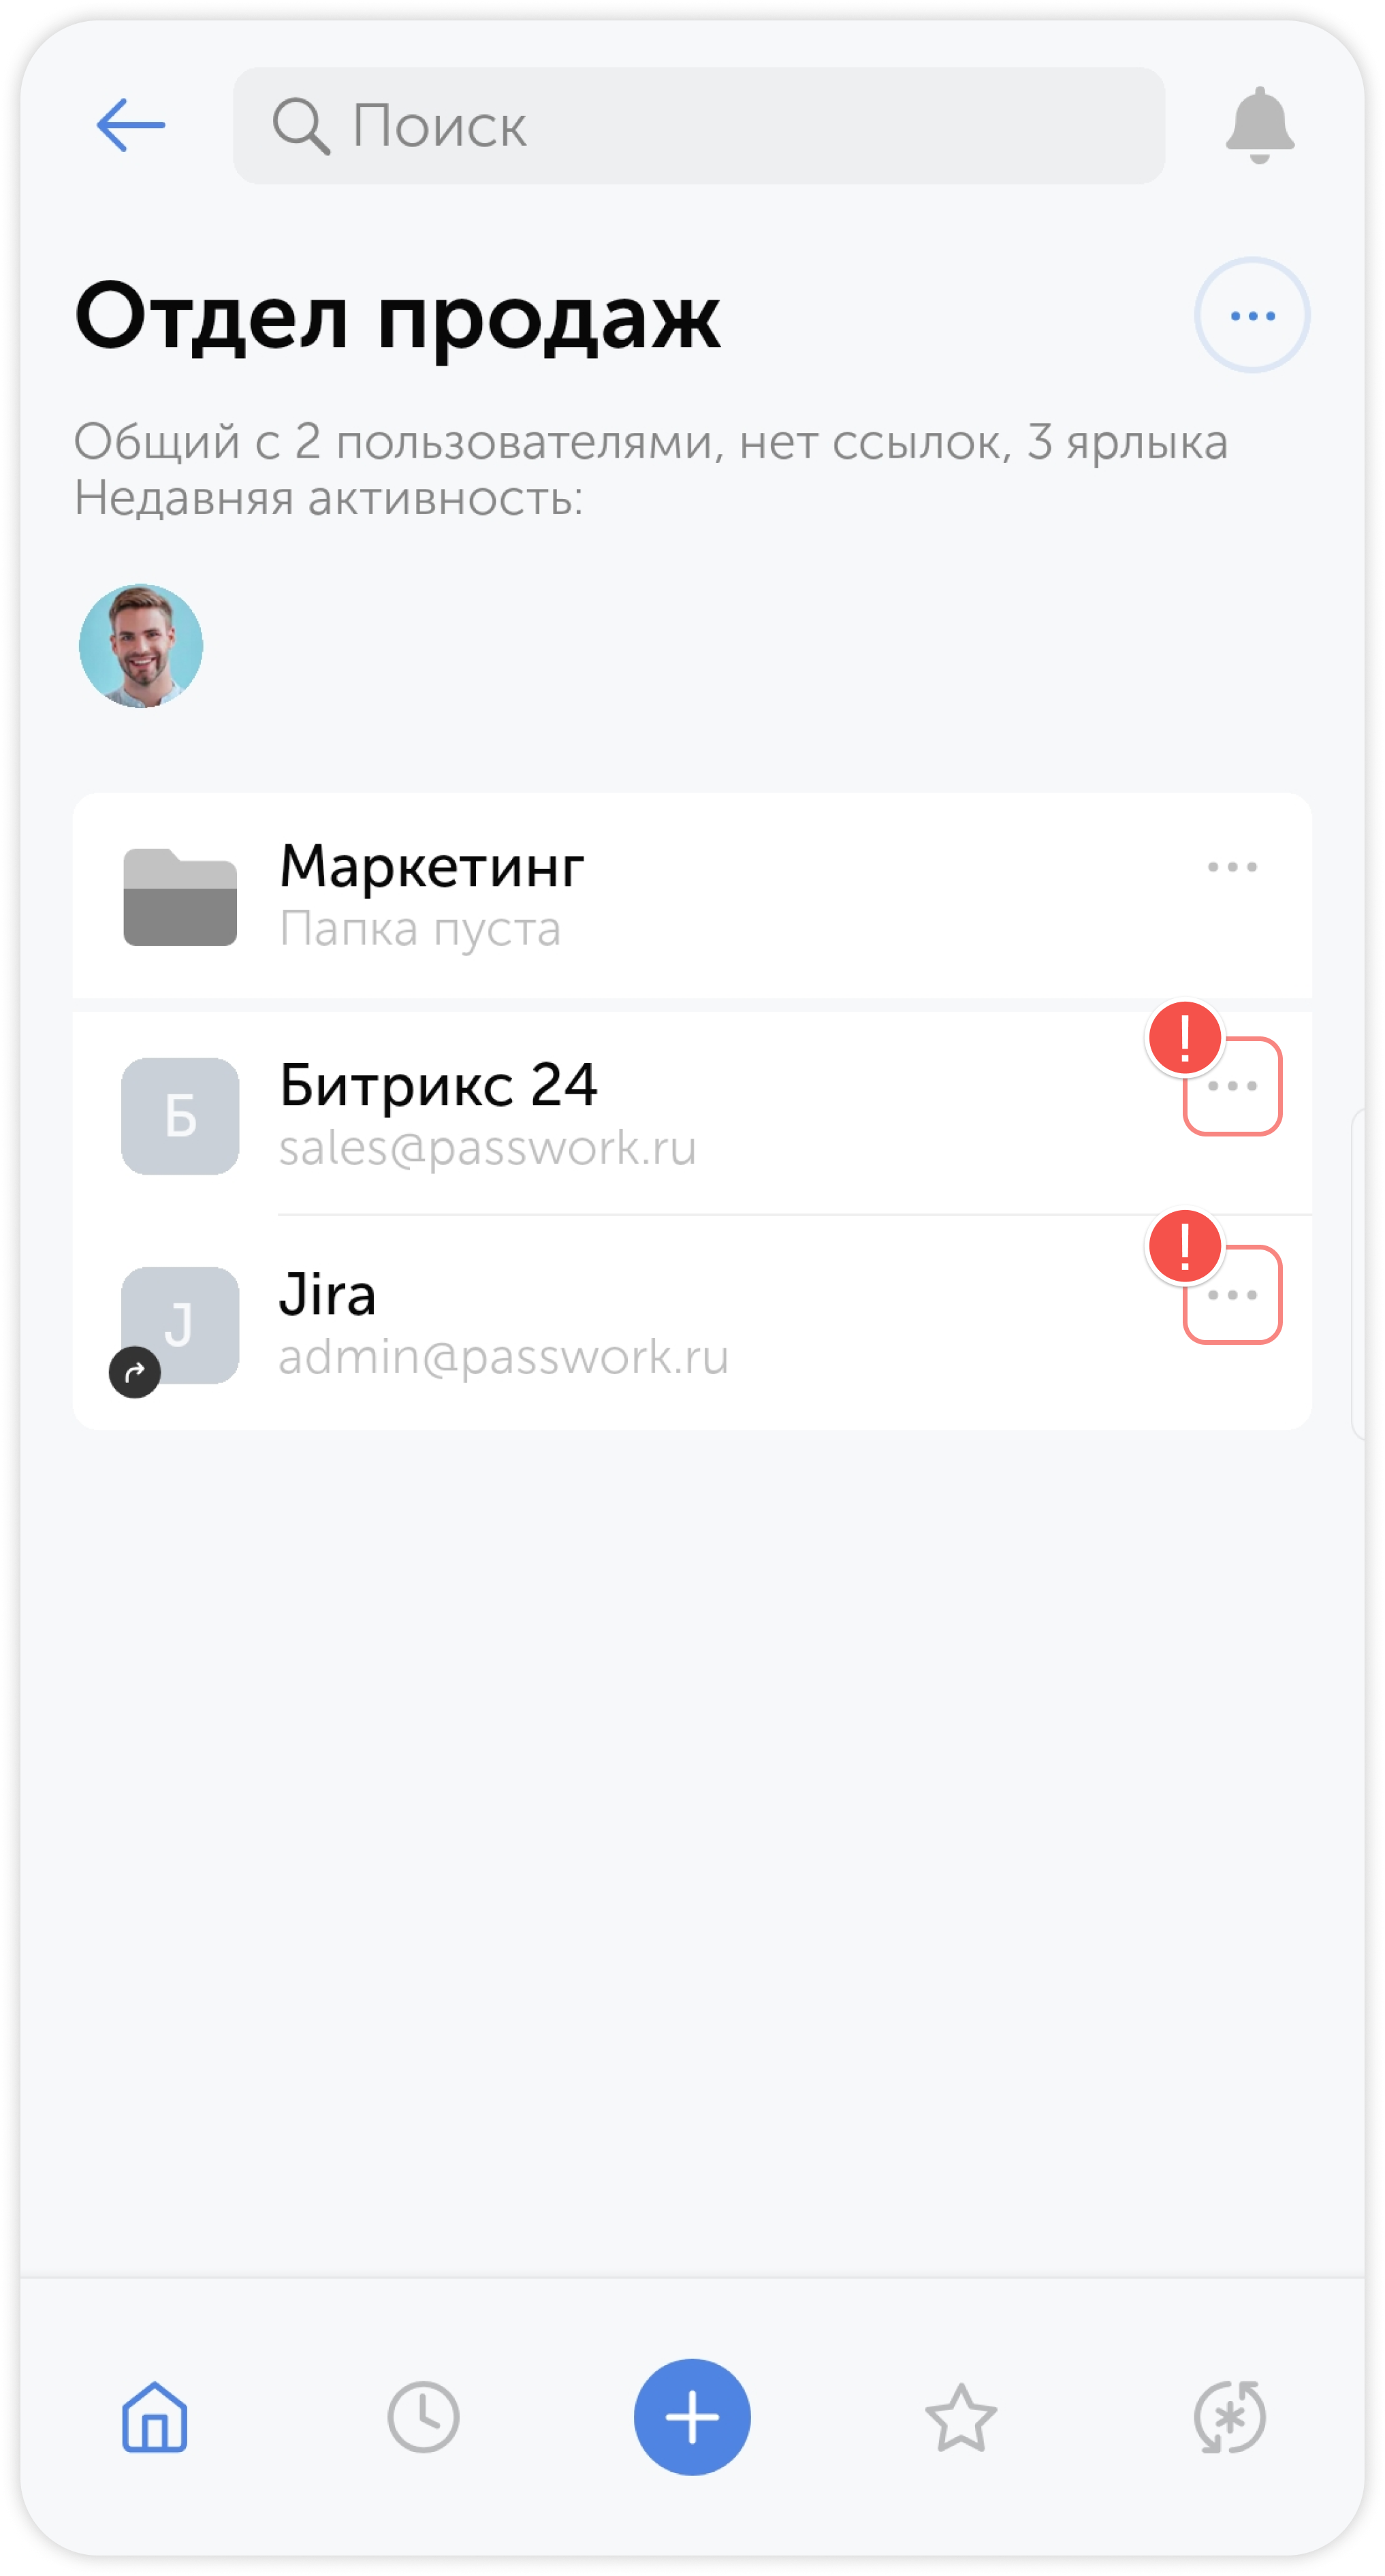 Поиск
Отдел продаж
Общий с 2 пользователями, нет ссылок, 3 ярлыка
Недавняя активность:
Маркетинг
Папка пуста
!
Б
Битрикс 24
sales@passwork.ru
!
J
Jira
admin@passwork.ru